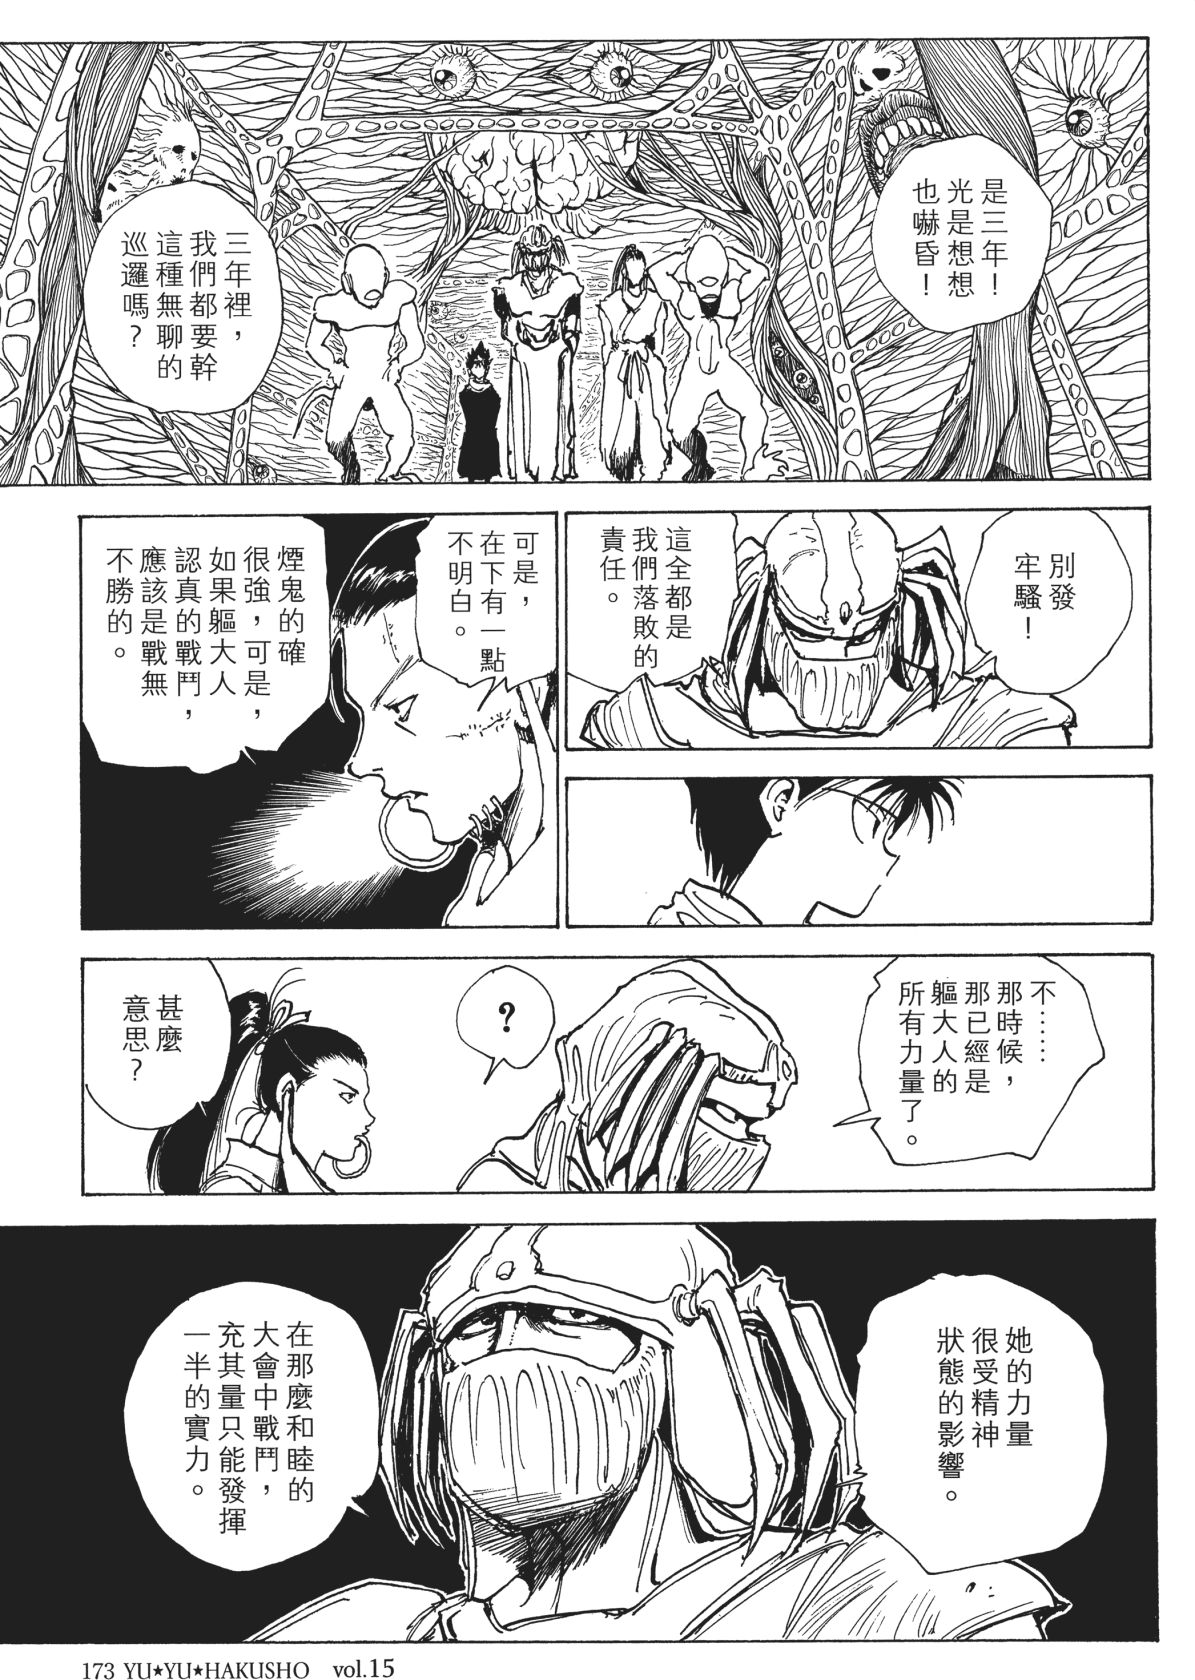 是三年！
光是想想
也嚇昏！
三年裡，
我們都要幹
這種無聊的
巡邏嗎？
別發
牢騷！
這全都是
我們落敗的
責任。
可是，
在下有一點
不明白。
煙鬼的確
很強，可是，
如果軀大人
認真的戰鬥，
應該是戰無
不勝的。
不……
那時候，
那已經是
軀大人的
所有力量了。
？
甚麼
意思？
她的力量
很受精神
狀態的影響。
在那麼和睦的
大會中戰鬥，
充其量只能發揮
一半的實力。
173 YU★YU★HAKUSHO vol.15